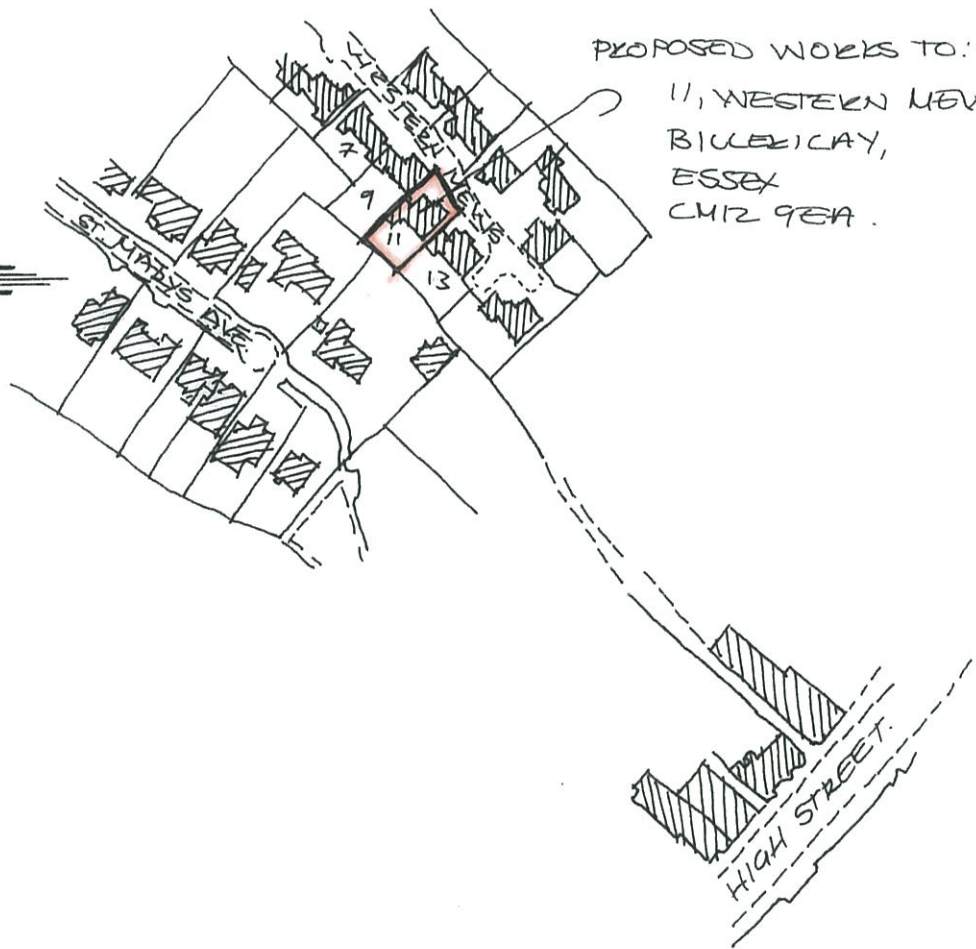 PROPOSED WORKS TO:
11, WESTERN MEW
BILLERICAY,
ESSEX
CM12 9EA.
WESTERN MEWS
7
9
11
13
ST. MARYS AVE.
HIGH STREET.